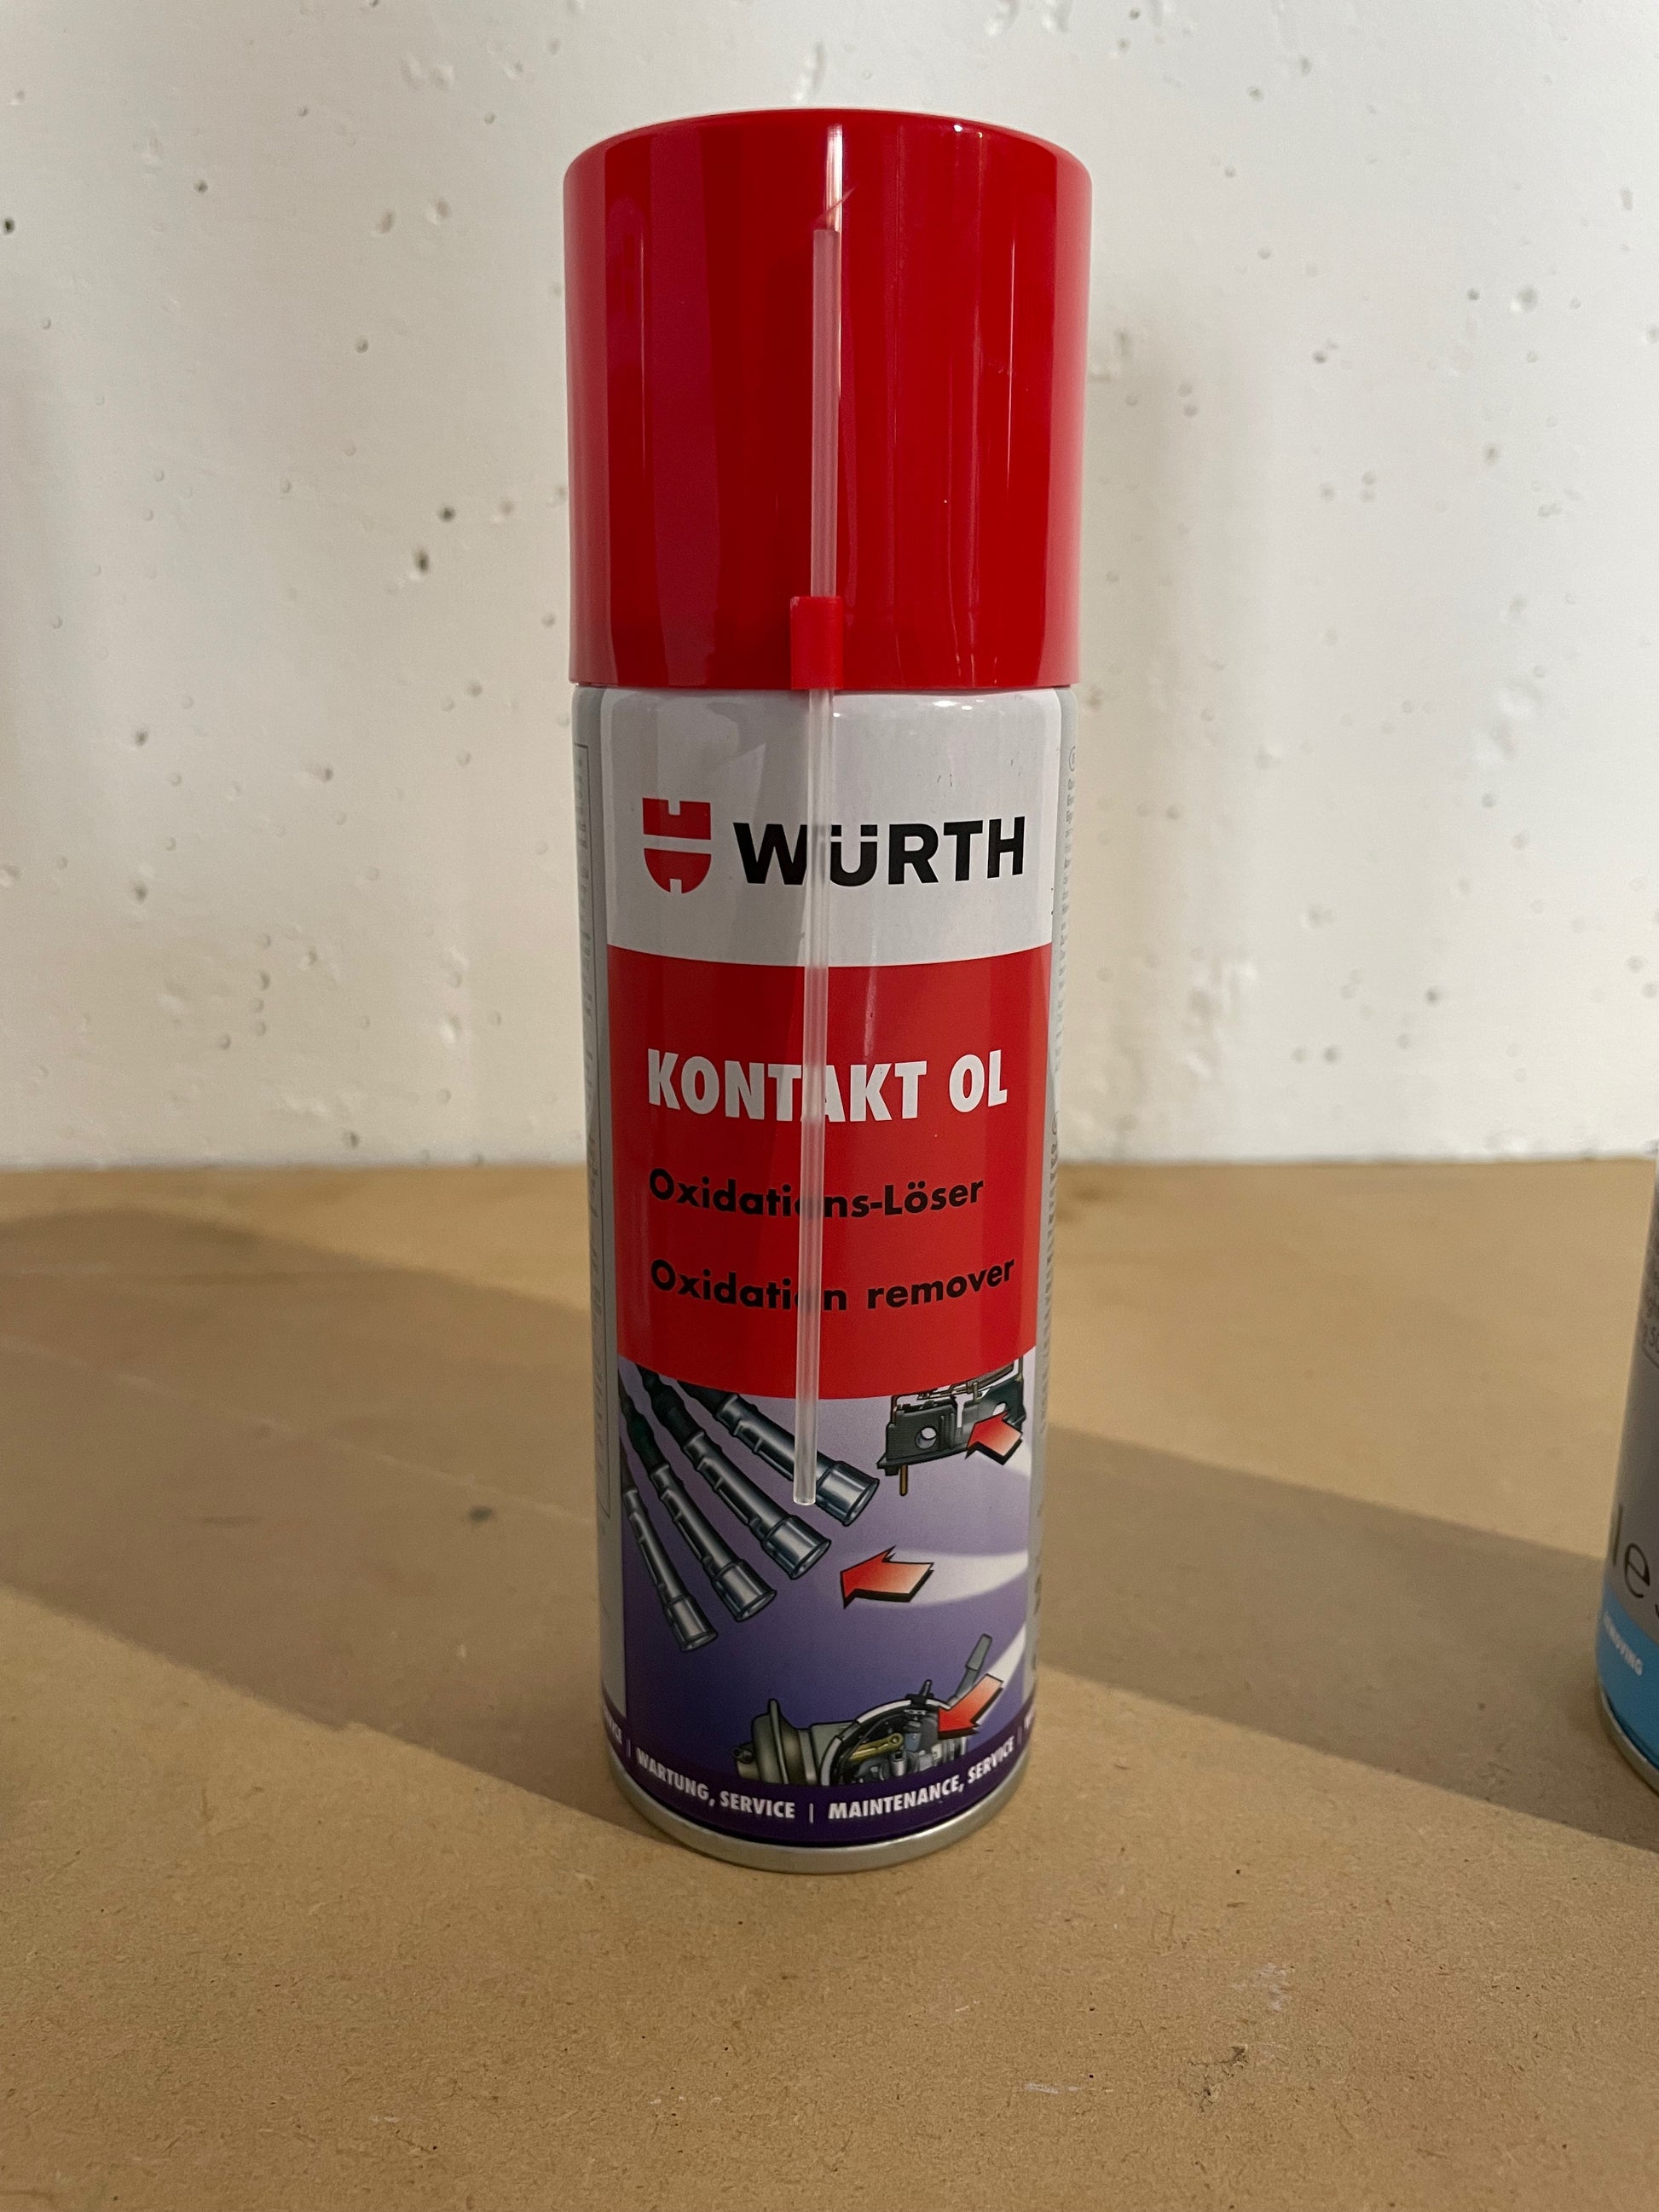 WÜRTH
KONTAKT OL
Oxidations-Löser
Oxidation remover
WARTUNG, SERVICE | MAINTENANCE, SERVICE